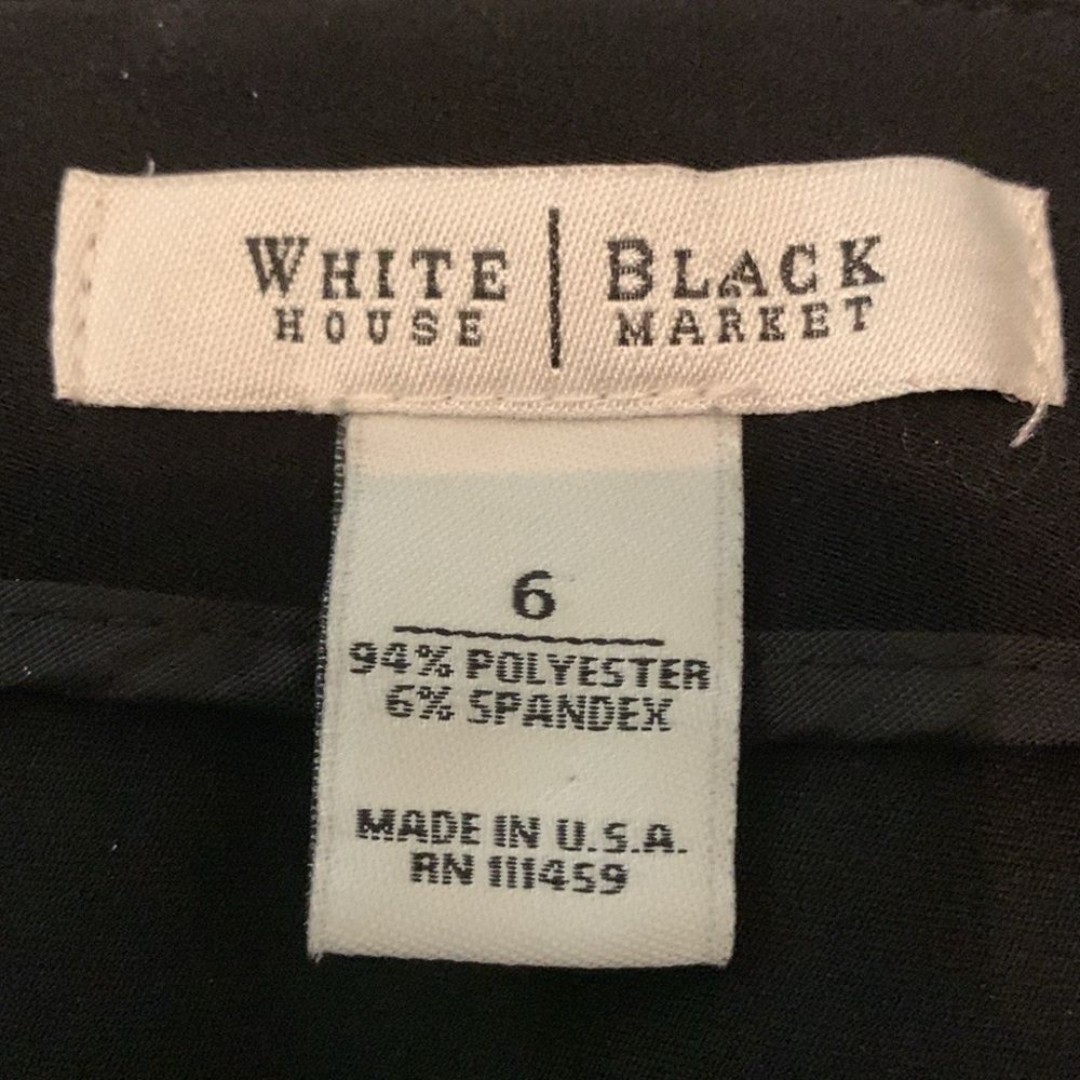 WHITE | BLACK
HOUSE | MARKET
6
94% POLYESTER
6% SPANDEX
MADE IN U.S.A.
RN 111459